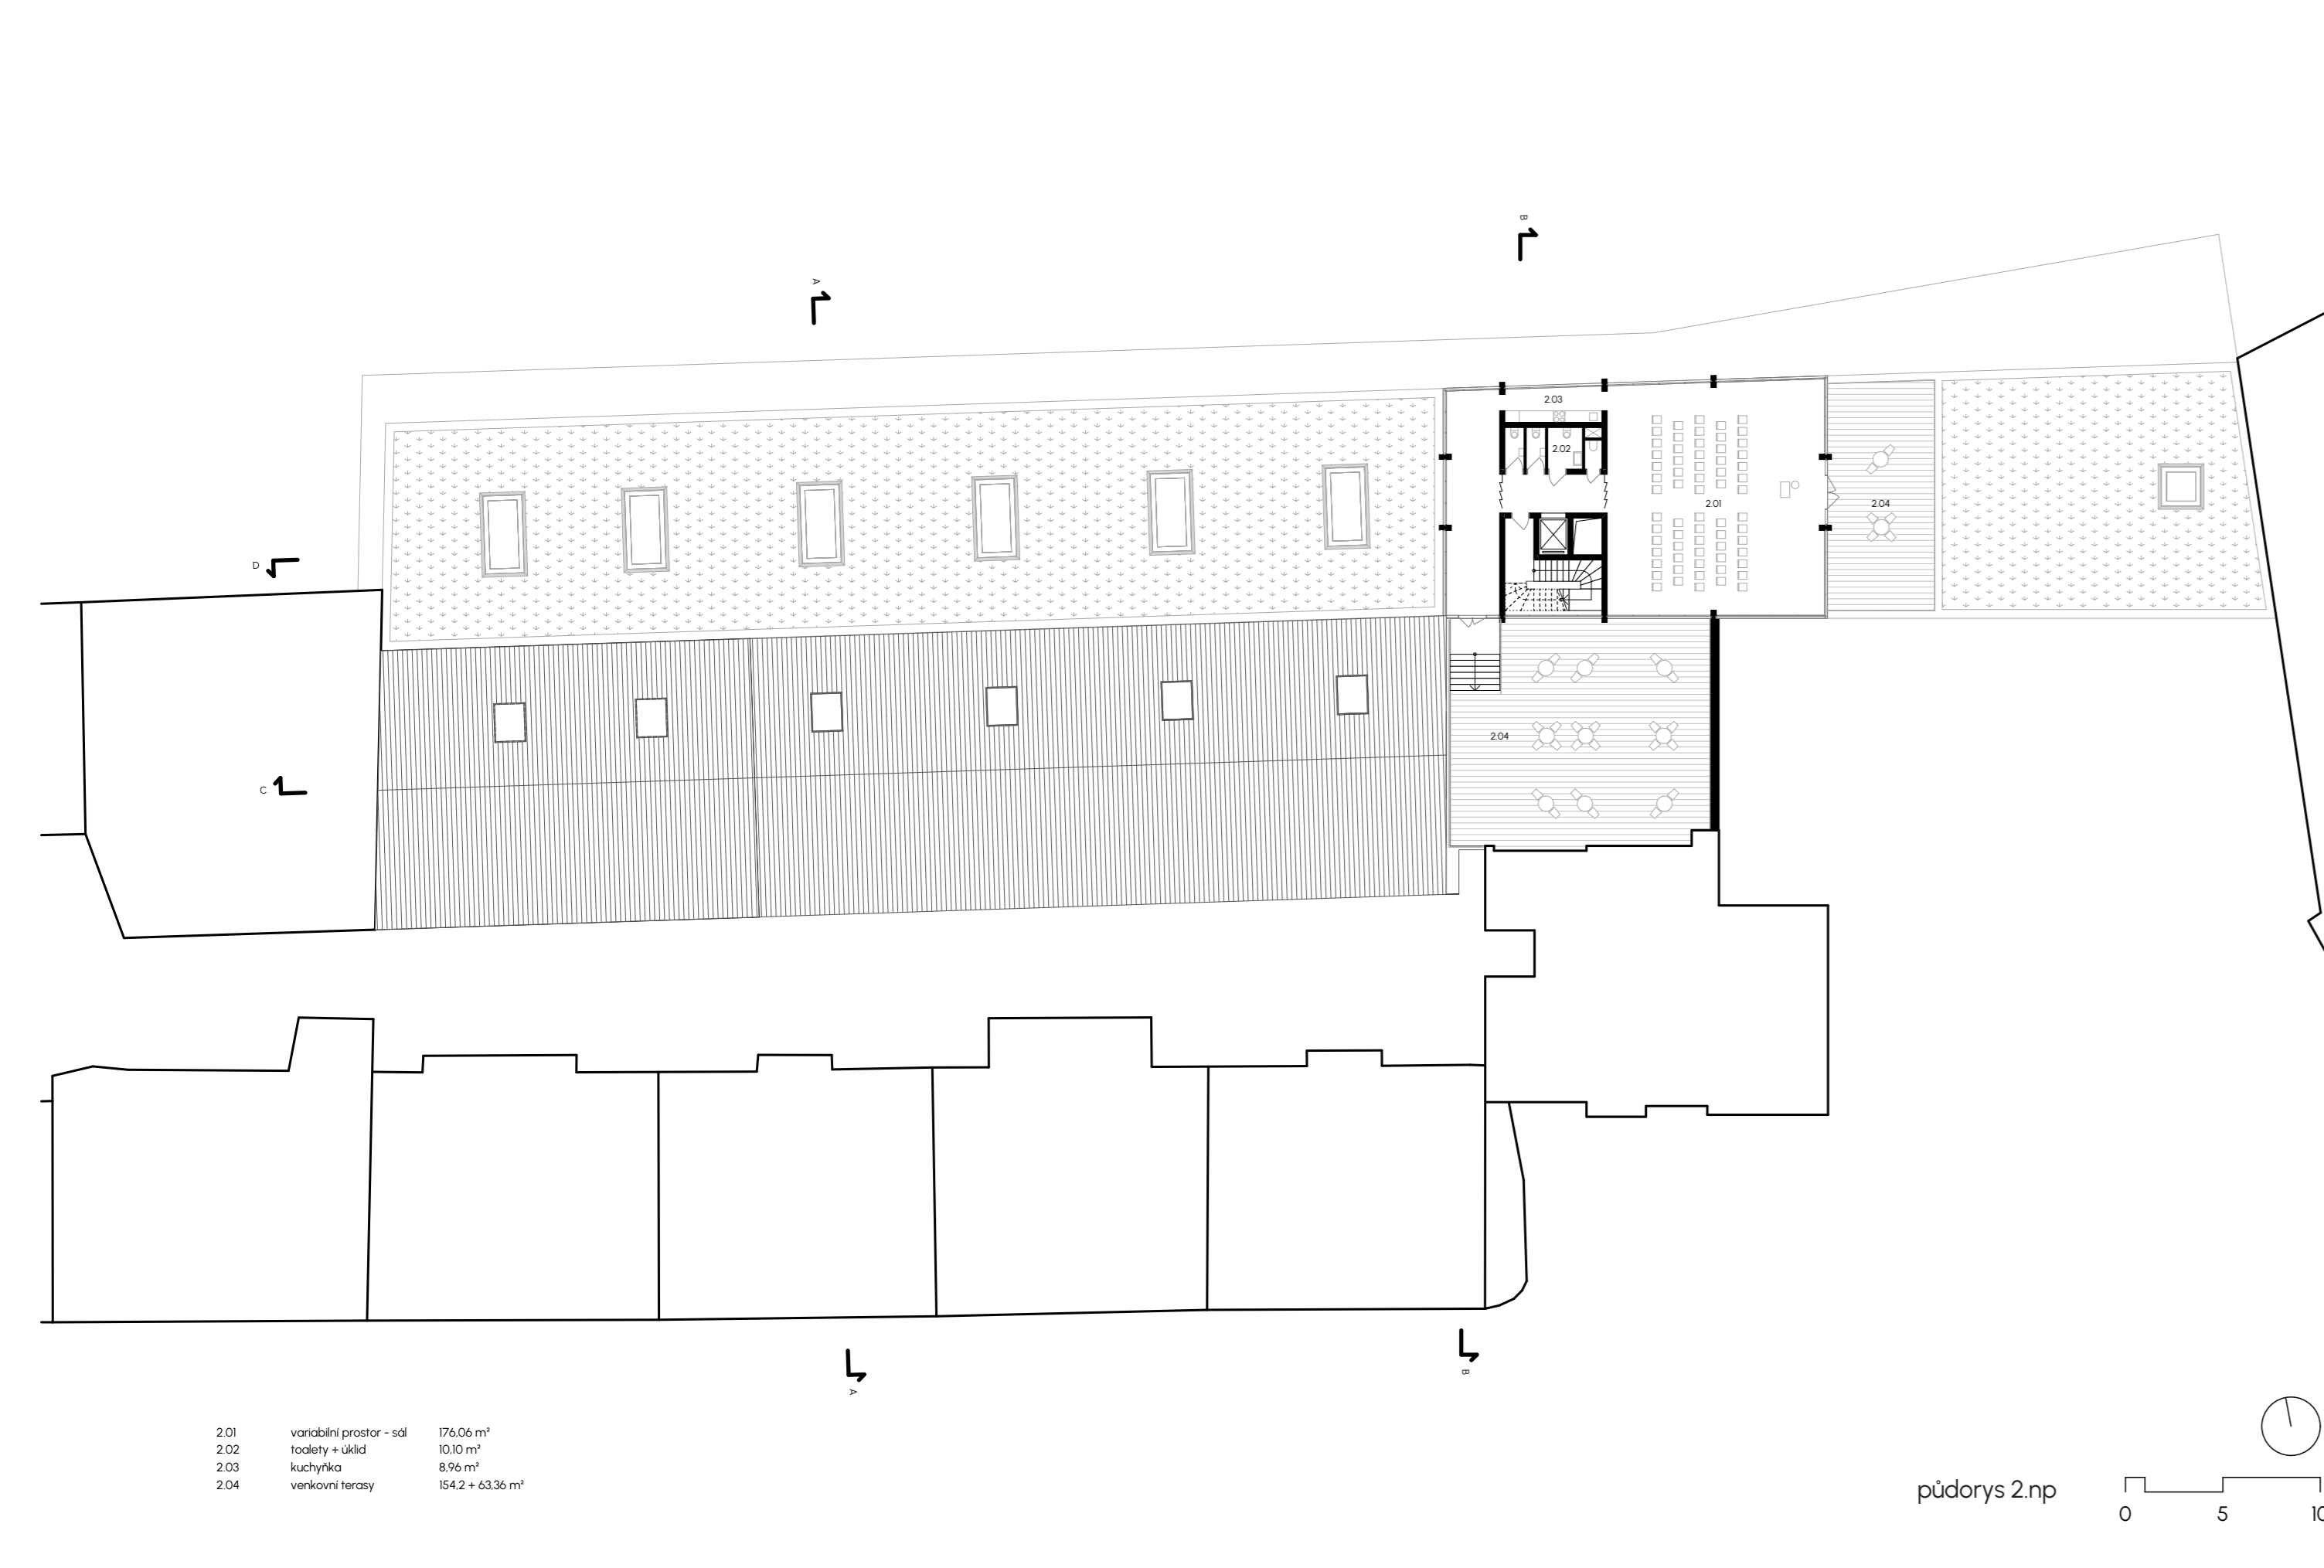 B
A
2.03
2.02
2.01
2.04
D
2.04
C
A
B
2.01 variabilní prostor - sál 176,06 m²
2.02 toalety + úklid 10,10 m²
2.03 kuchyňka 8,96 m²
2.04 venkovní terasy 154,2 + 63,36 m²
půdorys 2.np
0 5 10